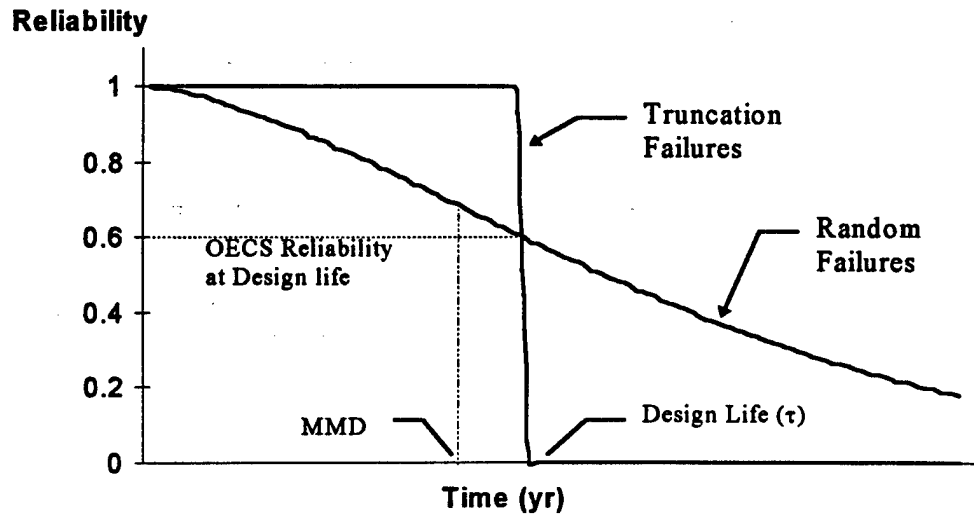 Reliability
1
0.8
0.6
0.4
0.2
0
Truncation
Failures
Random
Failures
OECS Reliability
at Design life
MMD
Design Life (τ)
Time (yr)